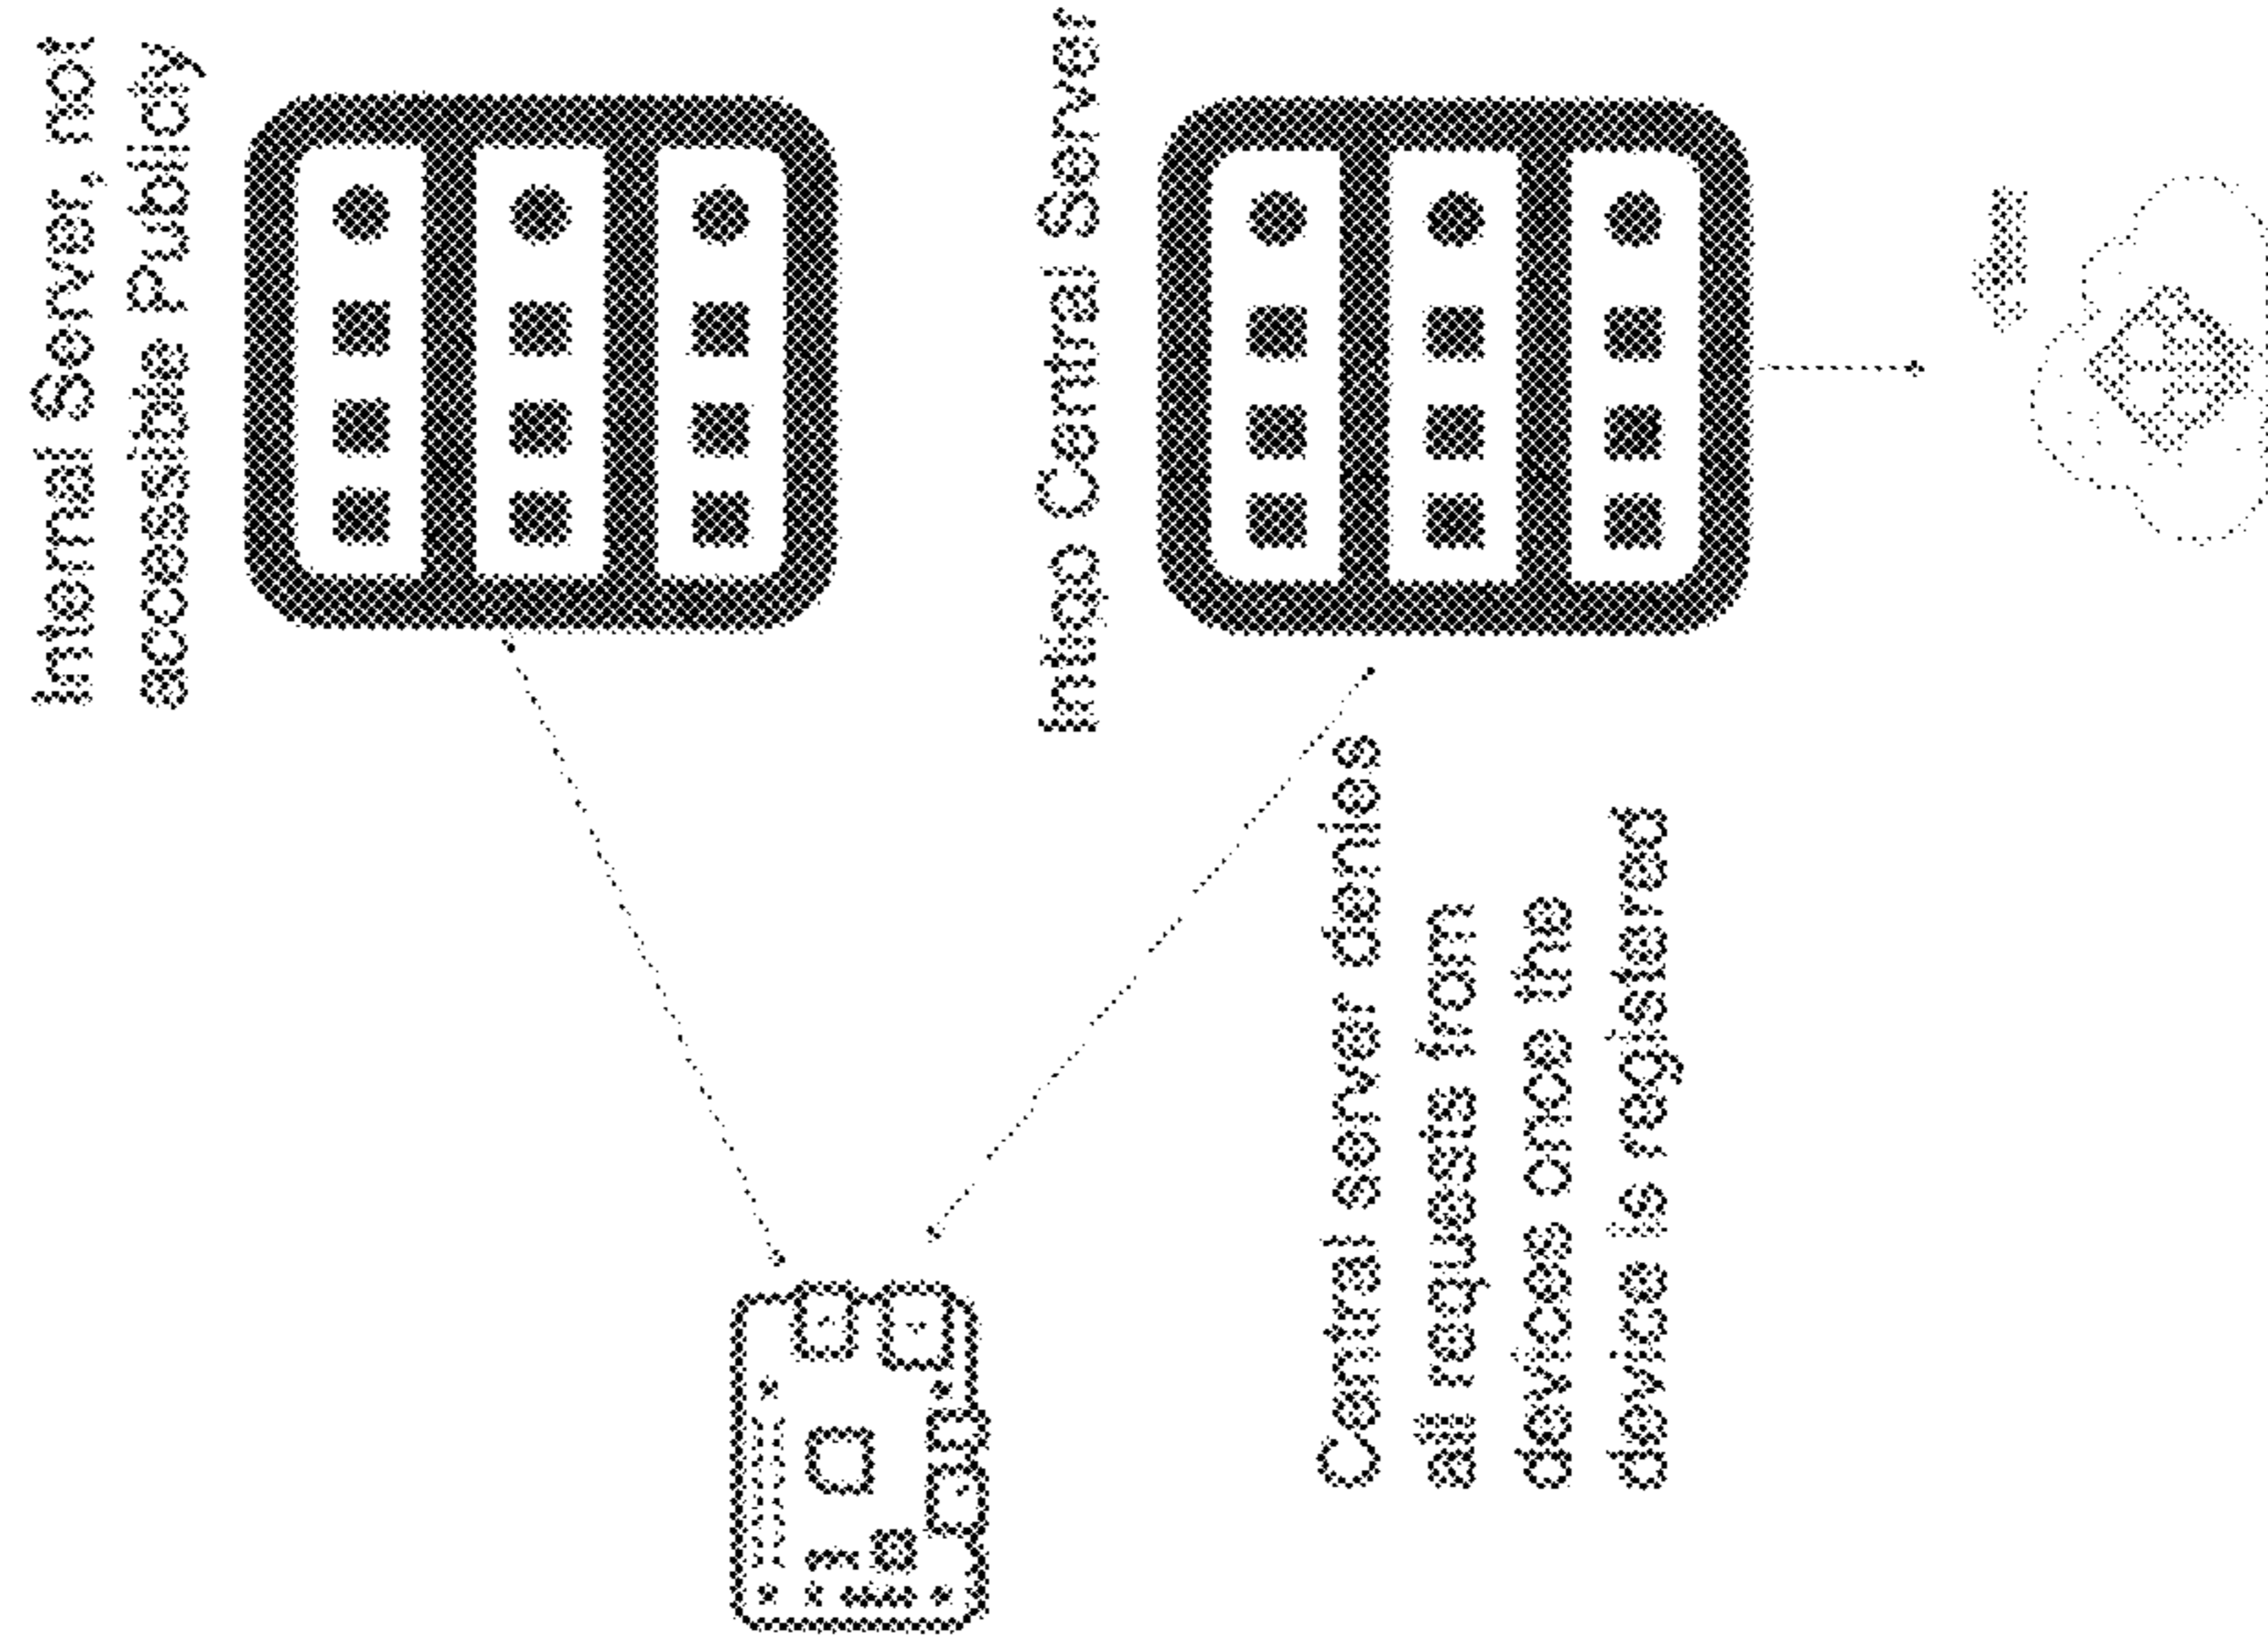 Internal Server, not
accessible Publicly
Intpo Central Server
Central server denies
all requests from
devices once the
device is registered